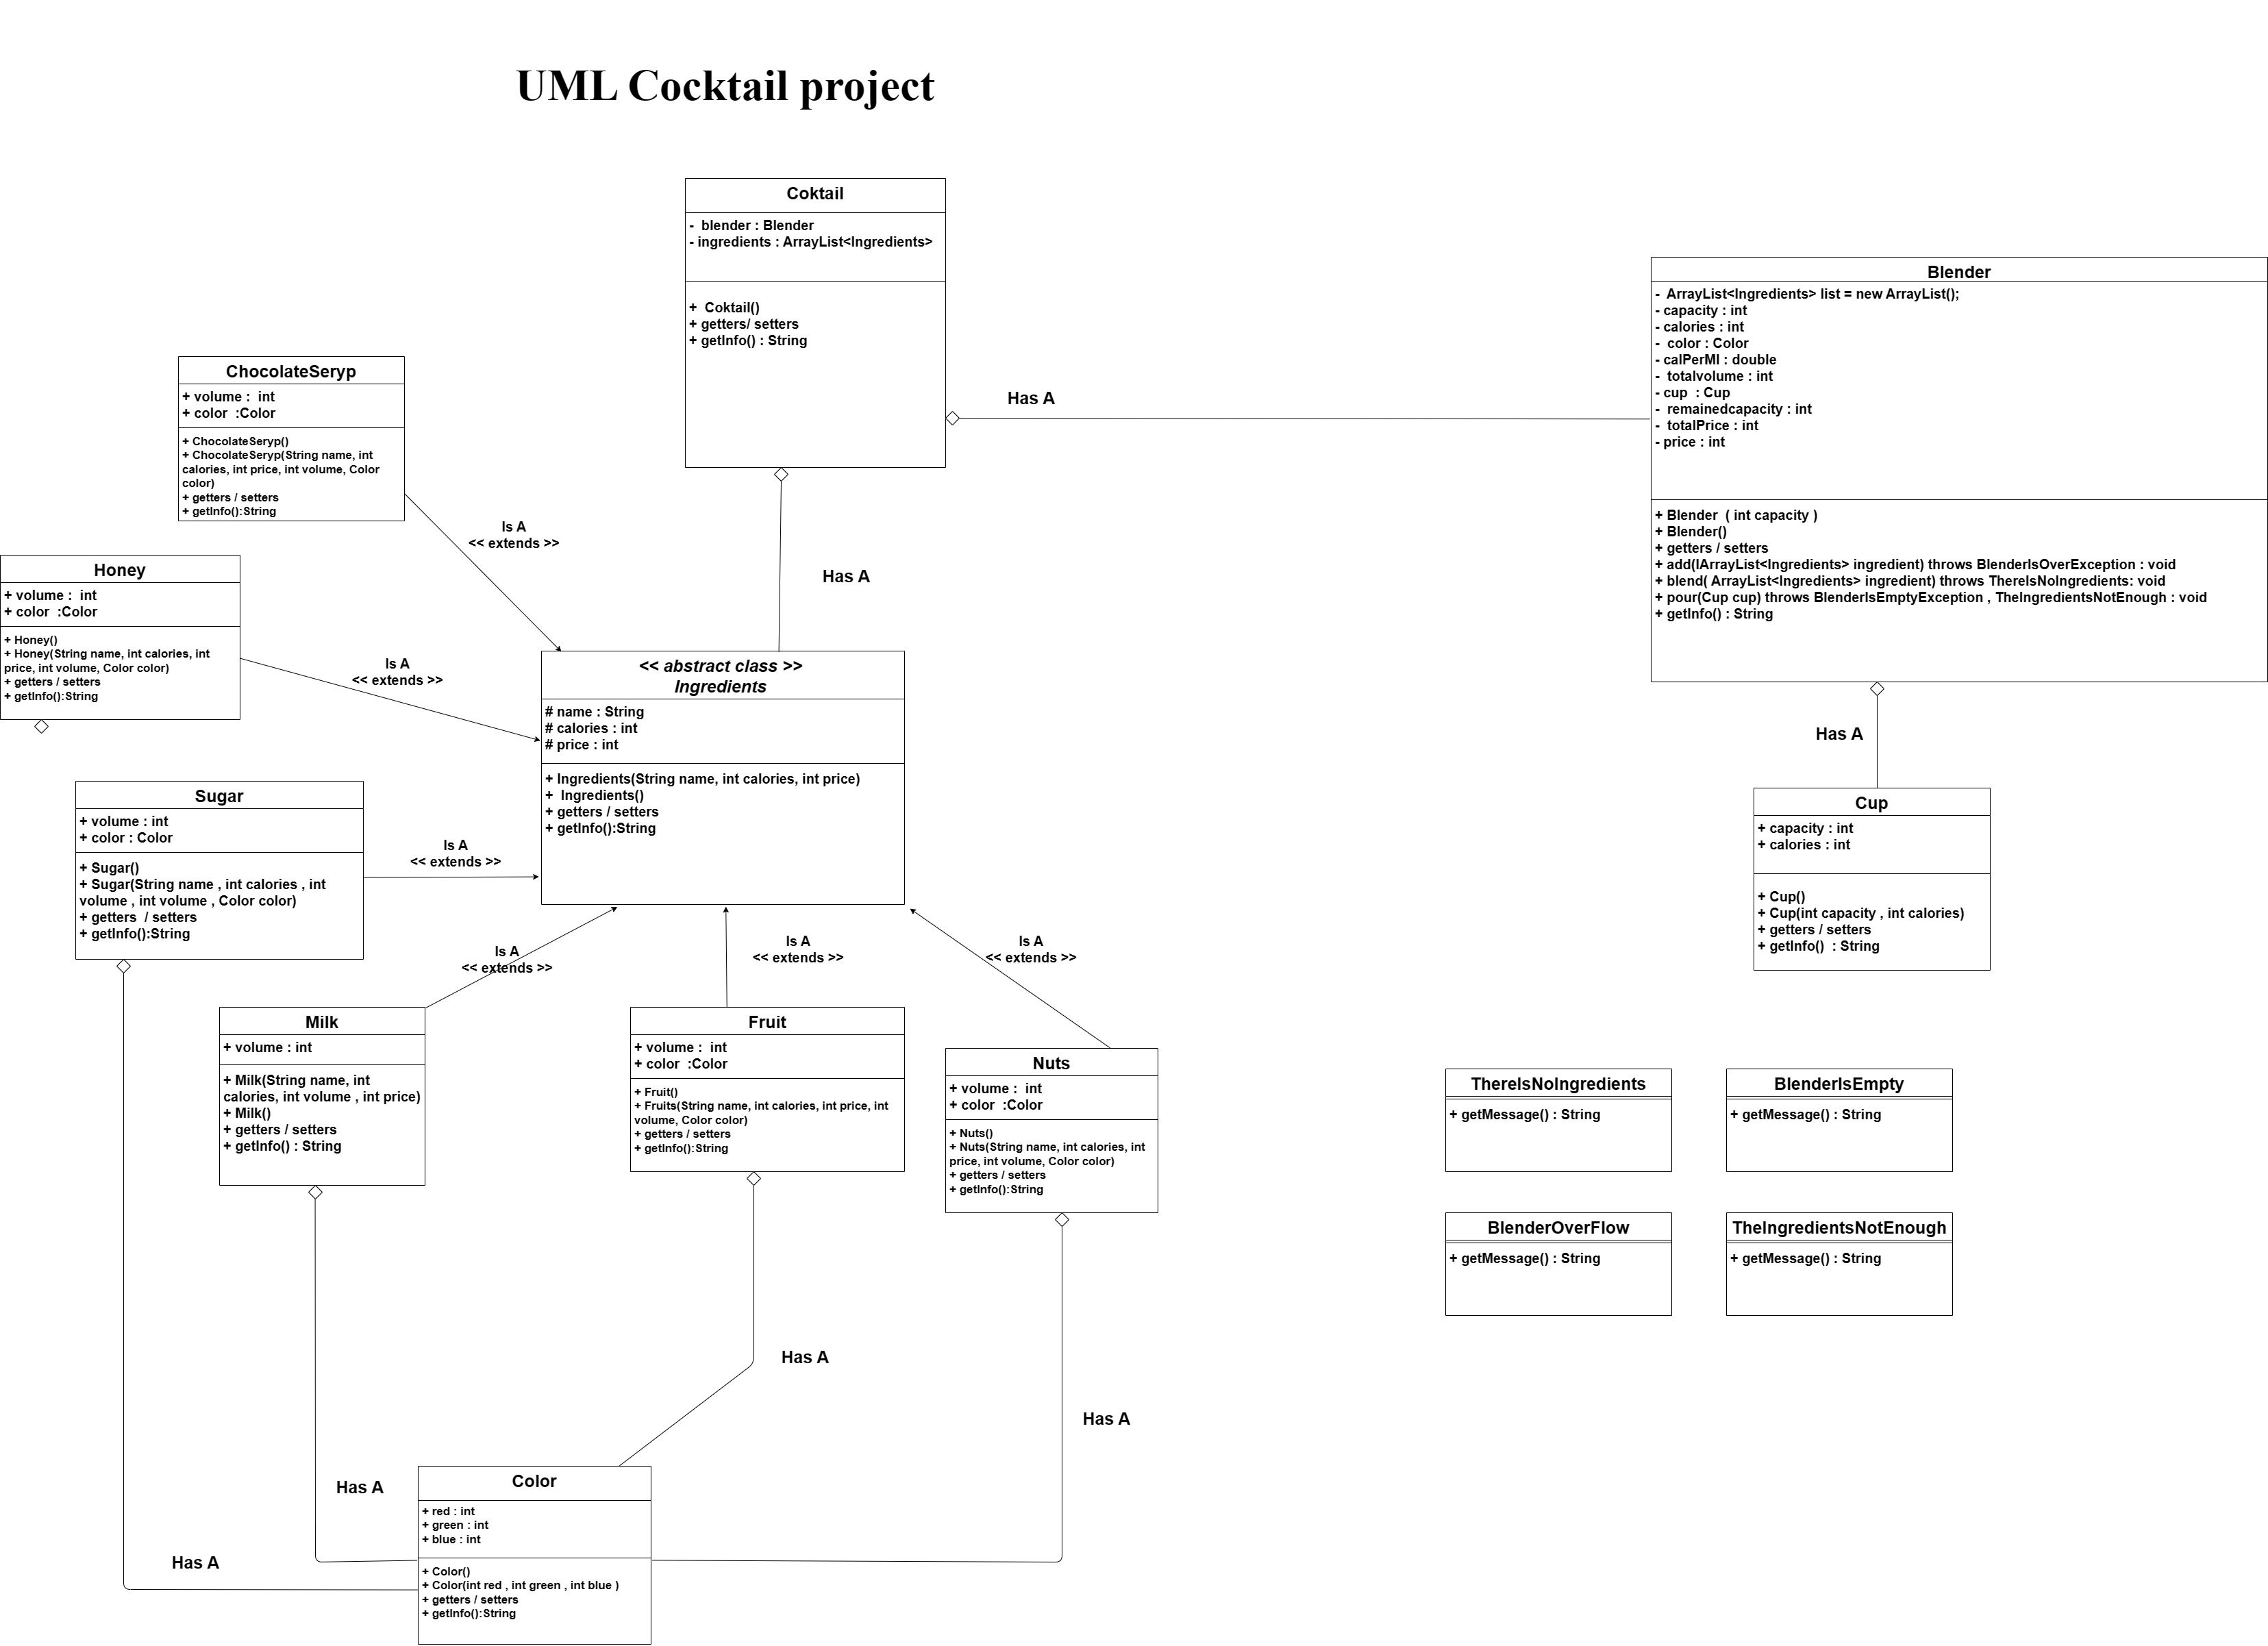 UML Cocktail project
Coktail
-  blender : Blender
- ingredients : ArrayList<Ingredients>
+  Coktail()
+ getters/ setters
+ getInfo() : String
Has A
Has A
Blender
-  ArrayList<Ingredients> list = new ArrayList();
- capacity : int
- calories : int
-  color : Color
- calPerMl : double
-  totalvolume : int
- cup  : Cup
-  remainedcapacity : int
-  totalPrice : int
- price : int
+ Blender  ( int capacity )
+ Blender()
+ getters / setters
+ add(IArrayList<Ingredients> ingredient) throws BlenderIsOverException : void
+ blend( ArrayList<Ingredients> ingredient) throws ThereIsNoIngredients: void
+ pour(Cup cup) throws BlenderIsEmptyException , TheIngredientsNotEnough : void
+ getInfo() : String
Has A
Cup
+ capacity : int
+ calories : int
+ Cup()
+ Cup(int capacity , int calories)
+ getters / setters
+ getInfo()  : String
ChocolateSeryp
+ volume :  int
+ color  :Color
+ ChocolateSeryp()
+ ChocolateSeryp(String name, int
calories, int price, int volume, Color
color)
+ getters / setters
+ getInfo():String
Is A
<< extends >>
Honey
+ volume :  int
+ color  :Color
+ Honey()
+ Honey(String name, int calories, int
price, int volume, Color color)
+ getters / setters
+ getInfo():String
Is A
<< extends >>
<< abstract class >>
Ingredients
# name : String
# calories : int
# price : int
+ Ingredients(String name, int calories, int price)
+  Ingredients()
+ getters / setters
+ getInfo():String
Sugar
+ volume : int
+ color : Color
+ Sugar()
+ Sugar(String name , int calories , int
volume , int volume , Color color)
+ getters  / setters
+ getInfo():String
Is A
<< extends >>
Is A
<< extends >>
Is A
<< extends >>
Is A
<< extends >>
Milk
+ volume : int
+ Milk(String name, int
calories, int volume , int price)
+ Milk()
+ getters / setters
+ getInfo() : String
Fruit
+ volume :  int
+ color  :Color
+ Fruit()
+ Fruits(String name, int calories, int price, int
volume, Color color)
+ getters / setters
+ getInfo():String
Nuts
+ volume :  int
+ color  :Color
+ Nuts()
+ Nuts(String name, int calories, int
price, int volume, Color color)
+ getters / setters
+ getInfo():String
ThereIsNoIngredients
+ getMessage() : String
BlenderIsEmpty
+ getMessage() : String
BlenderOverFlow
+ getMessage() : String
TheIngredientsNotEnough
+ getMessage() : String
Has A
Has A
Has A
Has A
Color
+ red : int
+ green : int
+ blue : int
+ Color()
+ Color(int red , int green , int blue )
+ getters / setters
+ getInfo():String